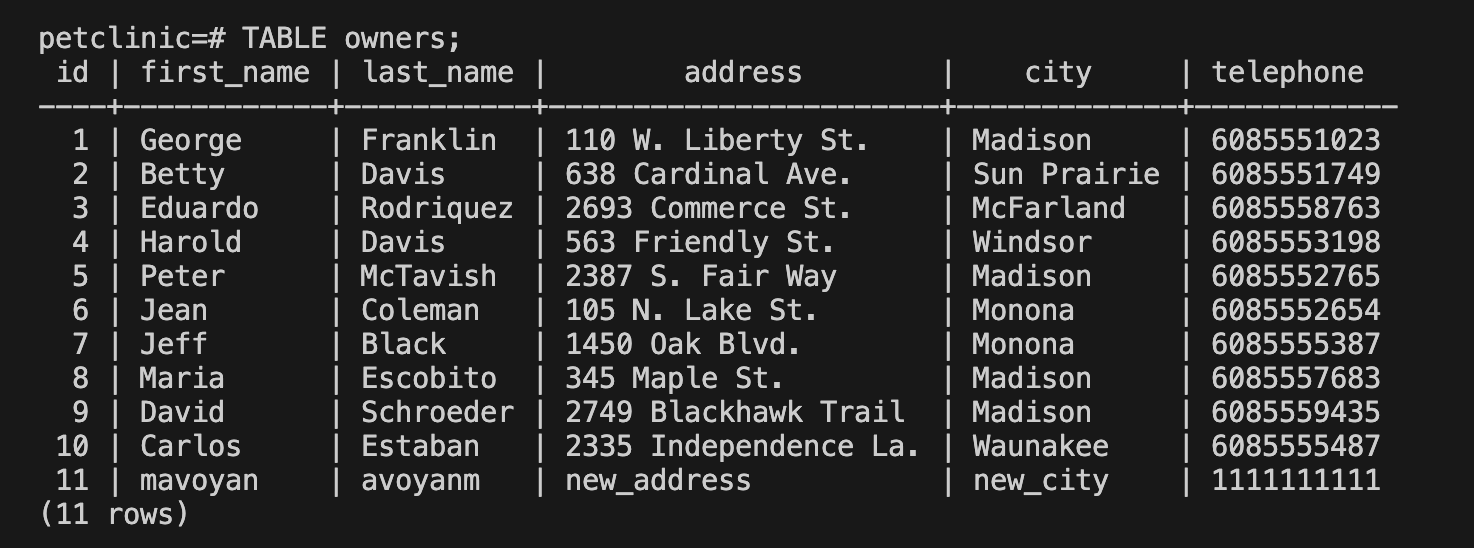 petclinic=# TABLE owners;
 id | first_name | last_name |        address        |    city     | telephone
----+------------+-----------+-----------------------+-------------+------------
  1 | George     | Franklin  | 110 W. Liberty St.    | Madison     | 6085551023
  2 | Betty      | Davis     | 638 Cardinal Ave.     | Sun Prairie | 6085551749
  3 | Eduardo    | Rodriquez | 2693 Commerce St.     | McFarland   | 6085558763
  4 | Harold     | Davis     | 563 Friendly St.      | Windsor     | 6085553198
  5 | Peter      | McTavish  | 2387 S. Fair Way      | Madison     | 6085552765
  6 | Jean       | Coleman   | 105 N. Lake St.       | Monona      | 6085552654
  7 | Jeff       | Black     | 1450 Oak Blvd.        | Monona      | 6085555387
  8 | Maria      | Escobito  | 345 Maple St.         | Madison     | 6085557683
  9 | David      | Schroeder | 2749 Blackhawk Trail  | Madison     | 6085559435
 10 | Carlos     | Estaban   | 2335 Independence La. | Waunakee    | 6085555487
 11 | mavoyan    | avoyanm   | new_address           | new_city    | 1111111111
(11 rows)